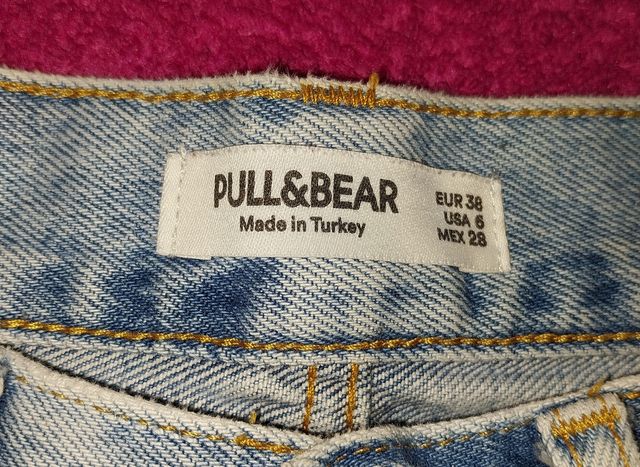 PULL&BEAR
Made in Turkey
EUR 38
USA 6
MEX 28